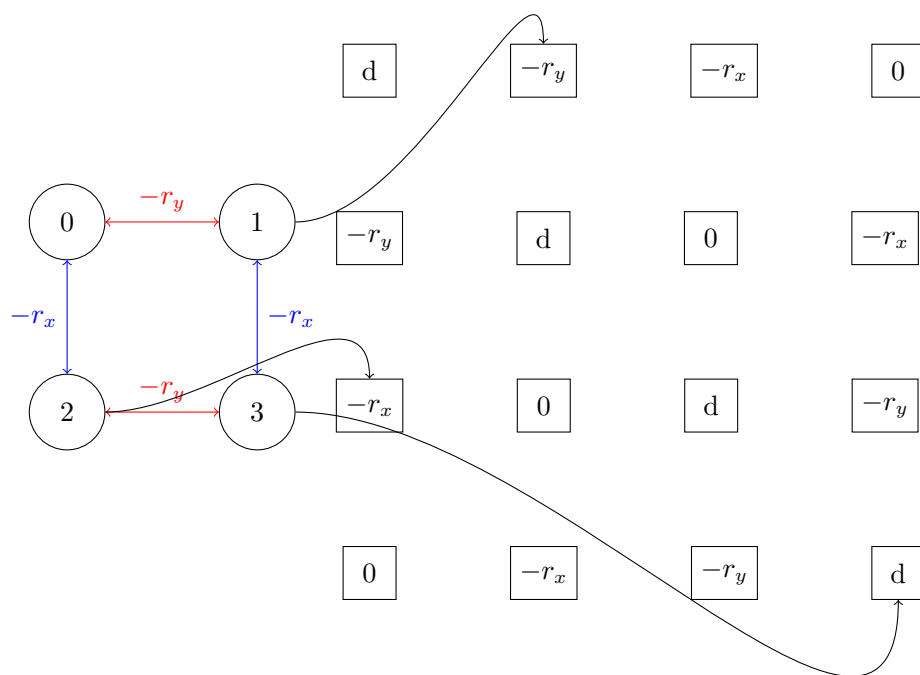 d $-r_y$ $-r_x$ 0
$-r_y$
0 1
$-r_y$ d 0 $-r_x$
$-r_x$ $-r_x$
$-r_y$
2 3
$-r_x$ 0 d $-r_y$
0 $-r_x$ $-r_y$ d